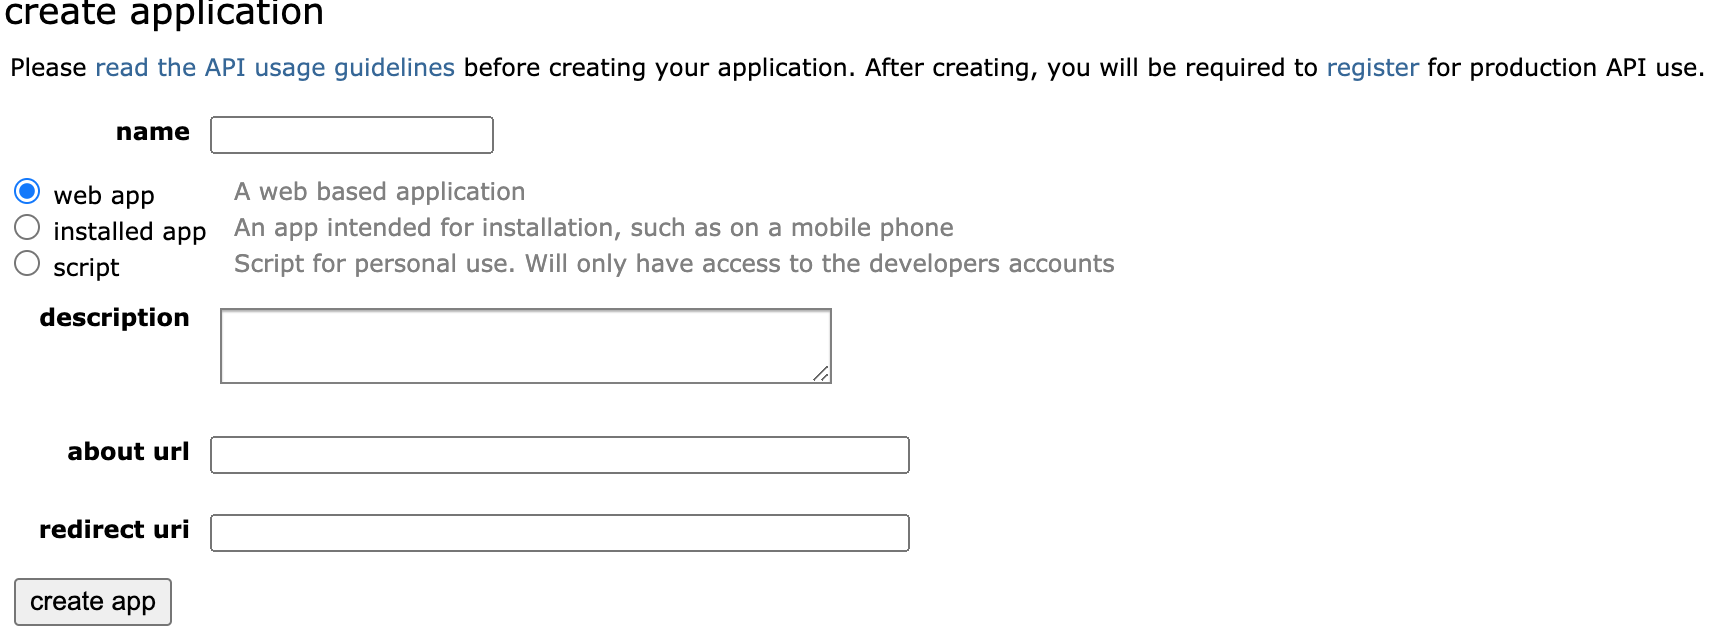 create application
Please read the API usage guidelines before creating your application. After creating, you will be required to register for production API use.
name
web app A web based application
installed app An app intended for installation, such as on a mobile phone
script Script for personal use. Will only have access to the developers accounts
description
about url
redirect uri
create app